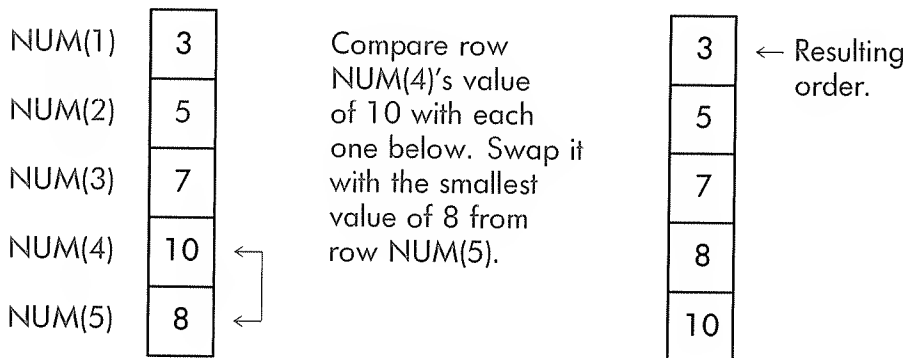 NUM(1) 3
NUM(2) 5
NUM(3) 7
NUM(4) 10
NUM(5) 8
Compare row
NUM(4)'s value
of 10 with each
one below. Swap it
with the smallest
value of 8 from
row NUM(5).
3 ← Resulting
order.
5
7
8
10